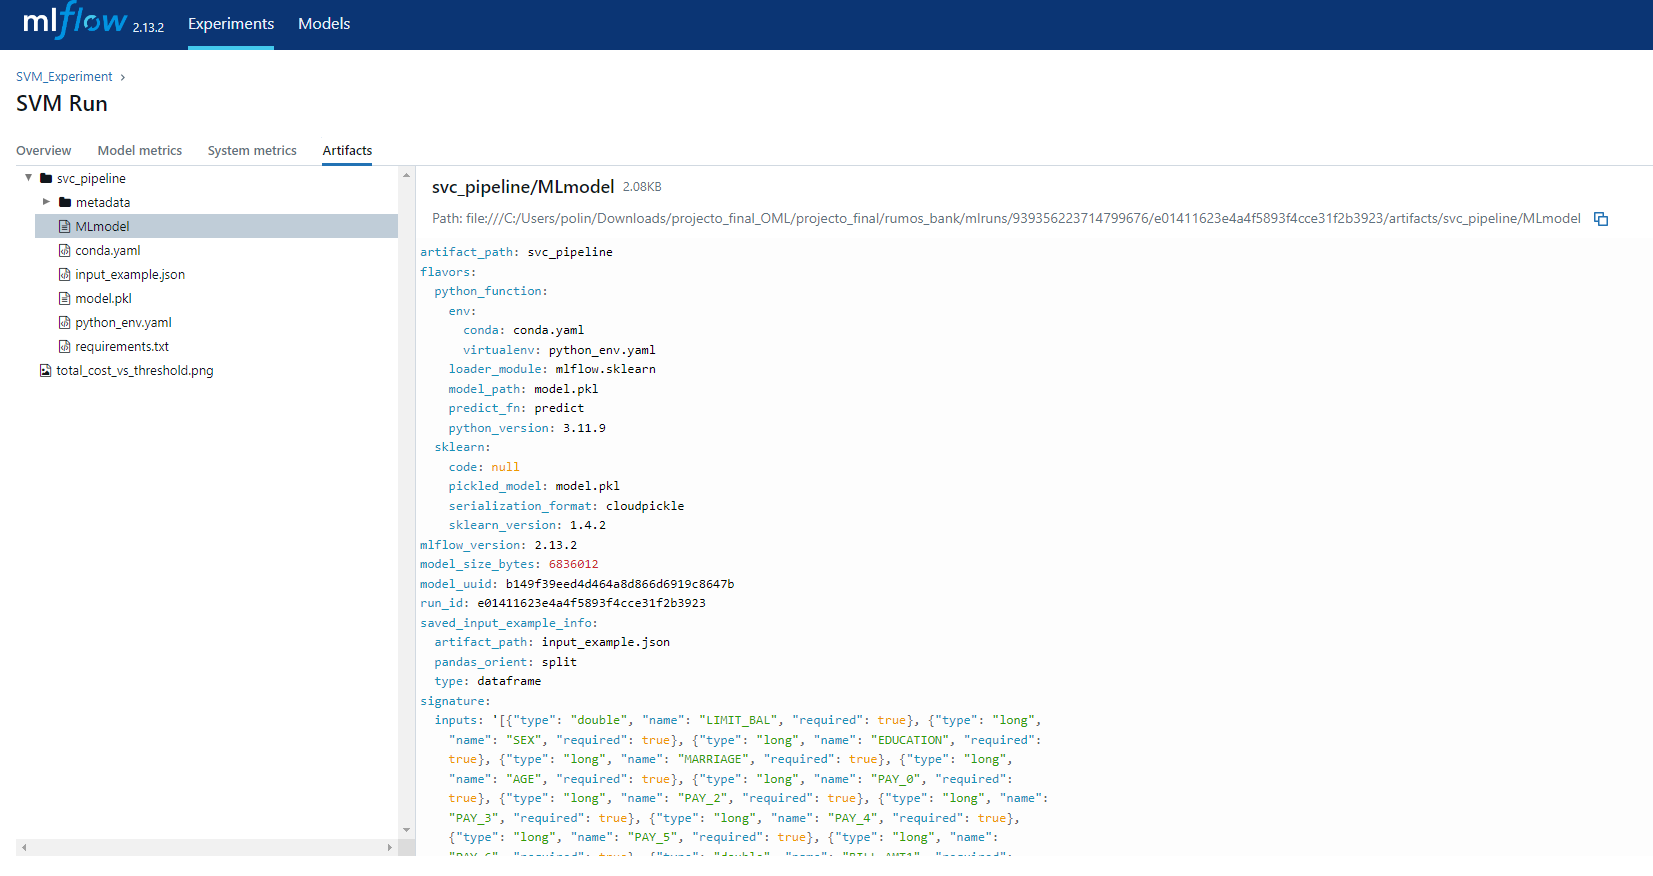 mlflow 2.13.2 Experiments Models
SVM_Experiment
SVM Run
Overview Model metrics System metrics Artifacts
svc_pipeline
metadata
MLmodel
conda.yaml
input_example.json
model.pkl
python_env.yaml
requirements.txt
total_cost_vs_threshold.png
svc_pipeline/MLmodel 2.08KB
Path: file:///C:/Users/polin/Downloads/projecto_final_OML/projecto_final/rumos_bank/mlruns/939356223714799676/e01411623e4a4f5893f4cce31f2b3923/artifacts/svc_pipeline/MLmodel
artifact_path: svc_pipeline
flavors:
python_function:
env:
conda: conda.yaml
virtualenv: python_env.yaml
loader_module: mlflow.sklearn
model_path: model.pkl
predict_fn: predict
python_version: 3.11.9
sklearn:
code: null
pickled_model: model.pkl
serialization_format: cloudpickle
sklearn_version: 1.4.2
mlflow_version: 2.13.2
model_size_bytes: 6836012
model_uuid: b149f39eed4d464a8d866d6919c8647b
run_id: e01411623e4a4f5893f4cce31f2b3923
saved_input_example_info:
artifact_path: input_example.json
pandas_orient: split
type: dataframe
signature:
inputs: '[{"type": "double", "name": "LIMIT_BAL", "required": true}, {"type": "long",
"name": "SEX", "required": true}, {"type": "long", "name": "EDUCATION", "required":
true}, {"type": "long", "name": "MARRIAGE", "required": true}, {"type": "long",
"name": "AGE", "required": true}, {"type": "long", "name": "PAY_0", "required":
true}, {"type": "long", "name": "PAY_2", "required": true}, {"type": "long", "name":
"PAY_3", "required": true}, {"type": "long", "name": "PAY_4", "required": true},
{"type": "long", "name": "PAY_5", "required": true}, {"type": "long", "name":
"PAY_6", "required": true}, {"type": "double", "name": "BILL_AMT1", "required":